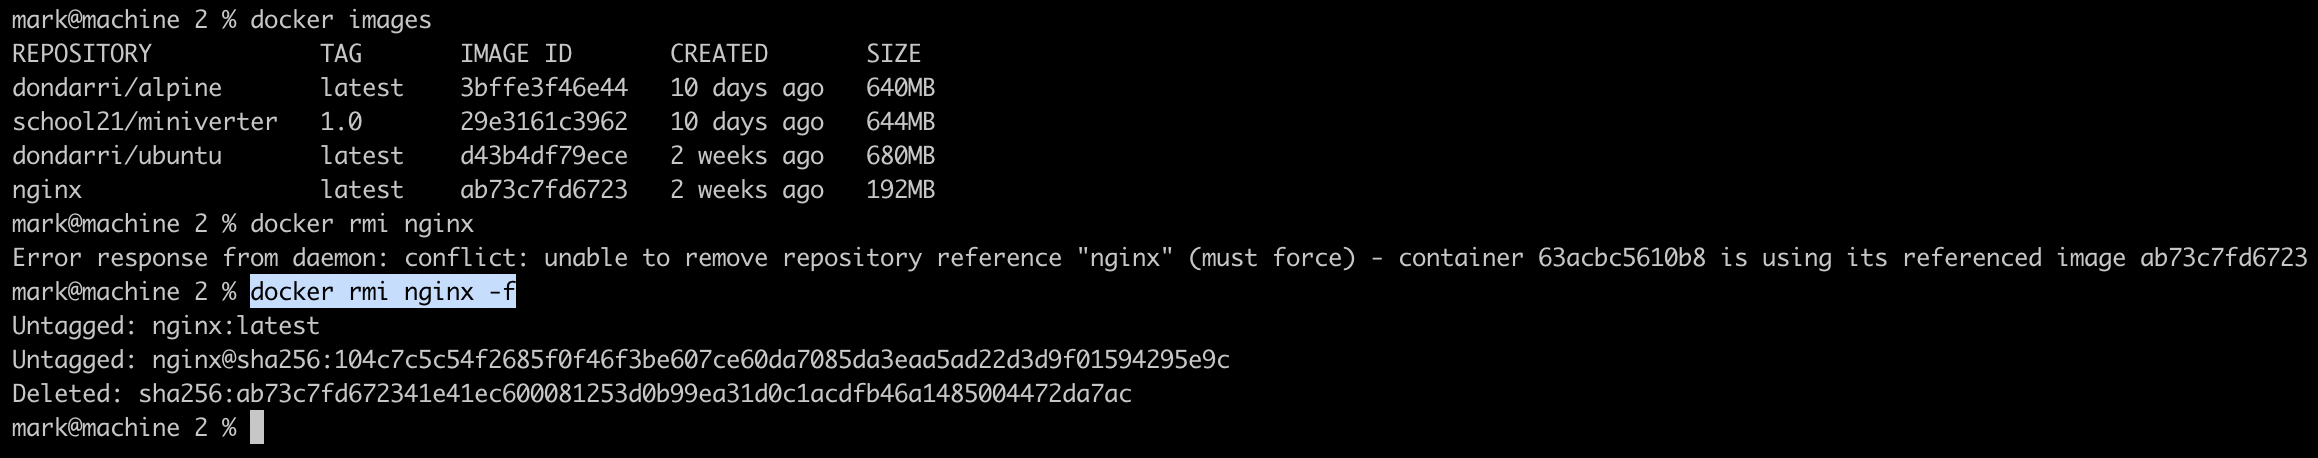 mark@machine 2 % docker images
REPOSITORY            TAG       IMAGE ID       CREATED       SIZE
dondarri/alpine       latest    3bffe3f46e44   10 days ago   640MB
school21/miniverter   1.0       29e3161c3962   10 days ago   644MB
dondarri/ubuntu       latest    d43b4df79ece   2 weeks ago   680MB
nginx                 latest    ab73c7fd6723   2 weeks ago   192MB
mark@machine 2 % docker rmi nginx
Error response from daemon: conflict: unable to remove repository reference "nginx" (must force) - container 63acbc5610b8 is using its referenced image ab73c7fd6723
mark@machine 2 % docker rmi nginx -f
Untagged: nginx:latest
Untagged: nginx@sha256:104c7c5c54f2685f0f46f3be607ce60da7085da3eaa5ad22d3d9f01594295e9c
Deleted: sha256:ab73c7fd672341e41ec600081253d0b99ea31d0c1acdfb46a1485004472da7ac
mark@machine 2 %